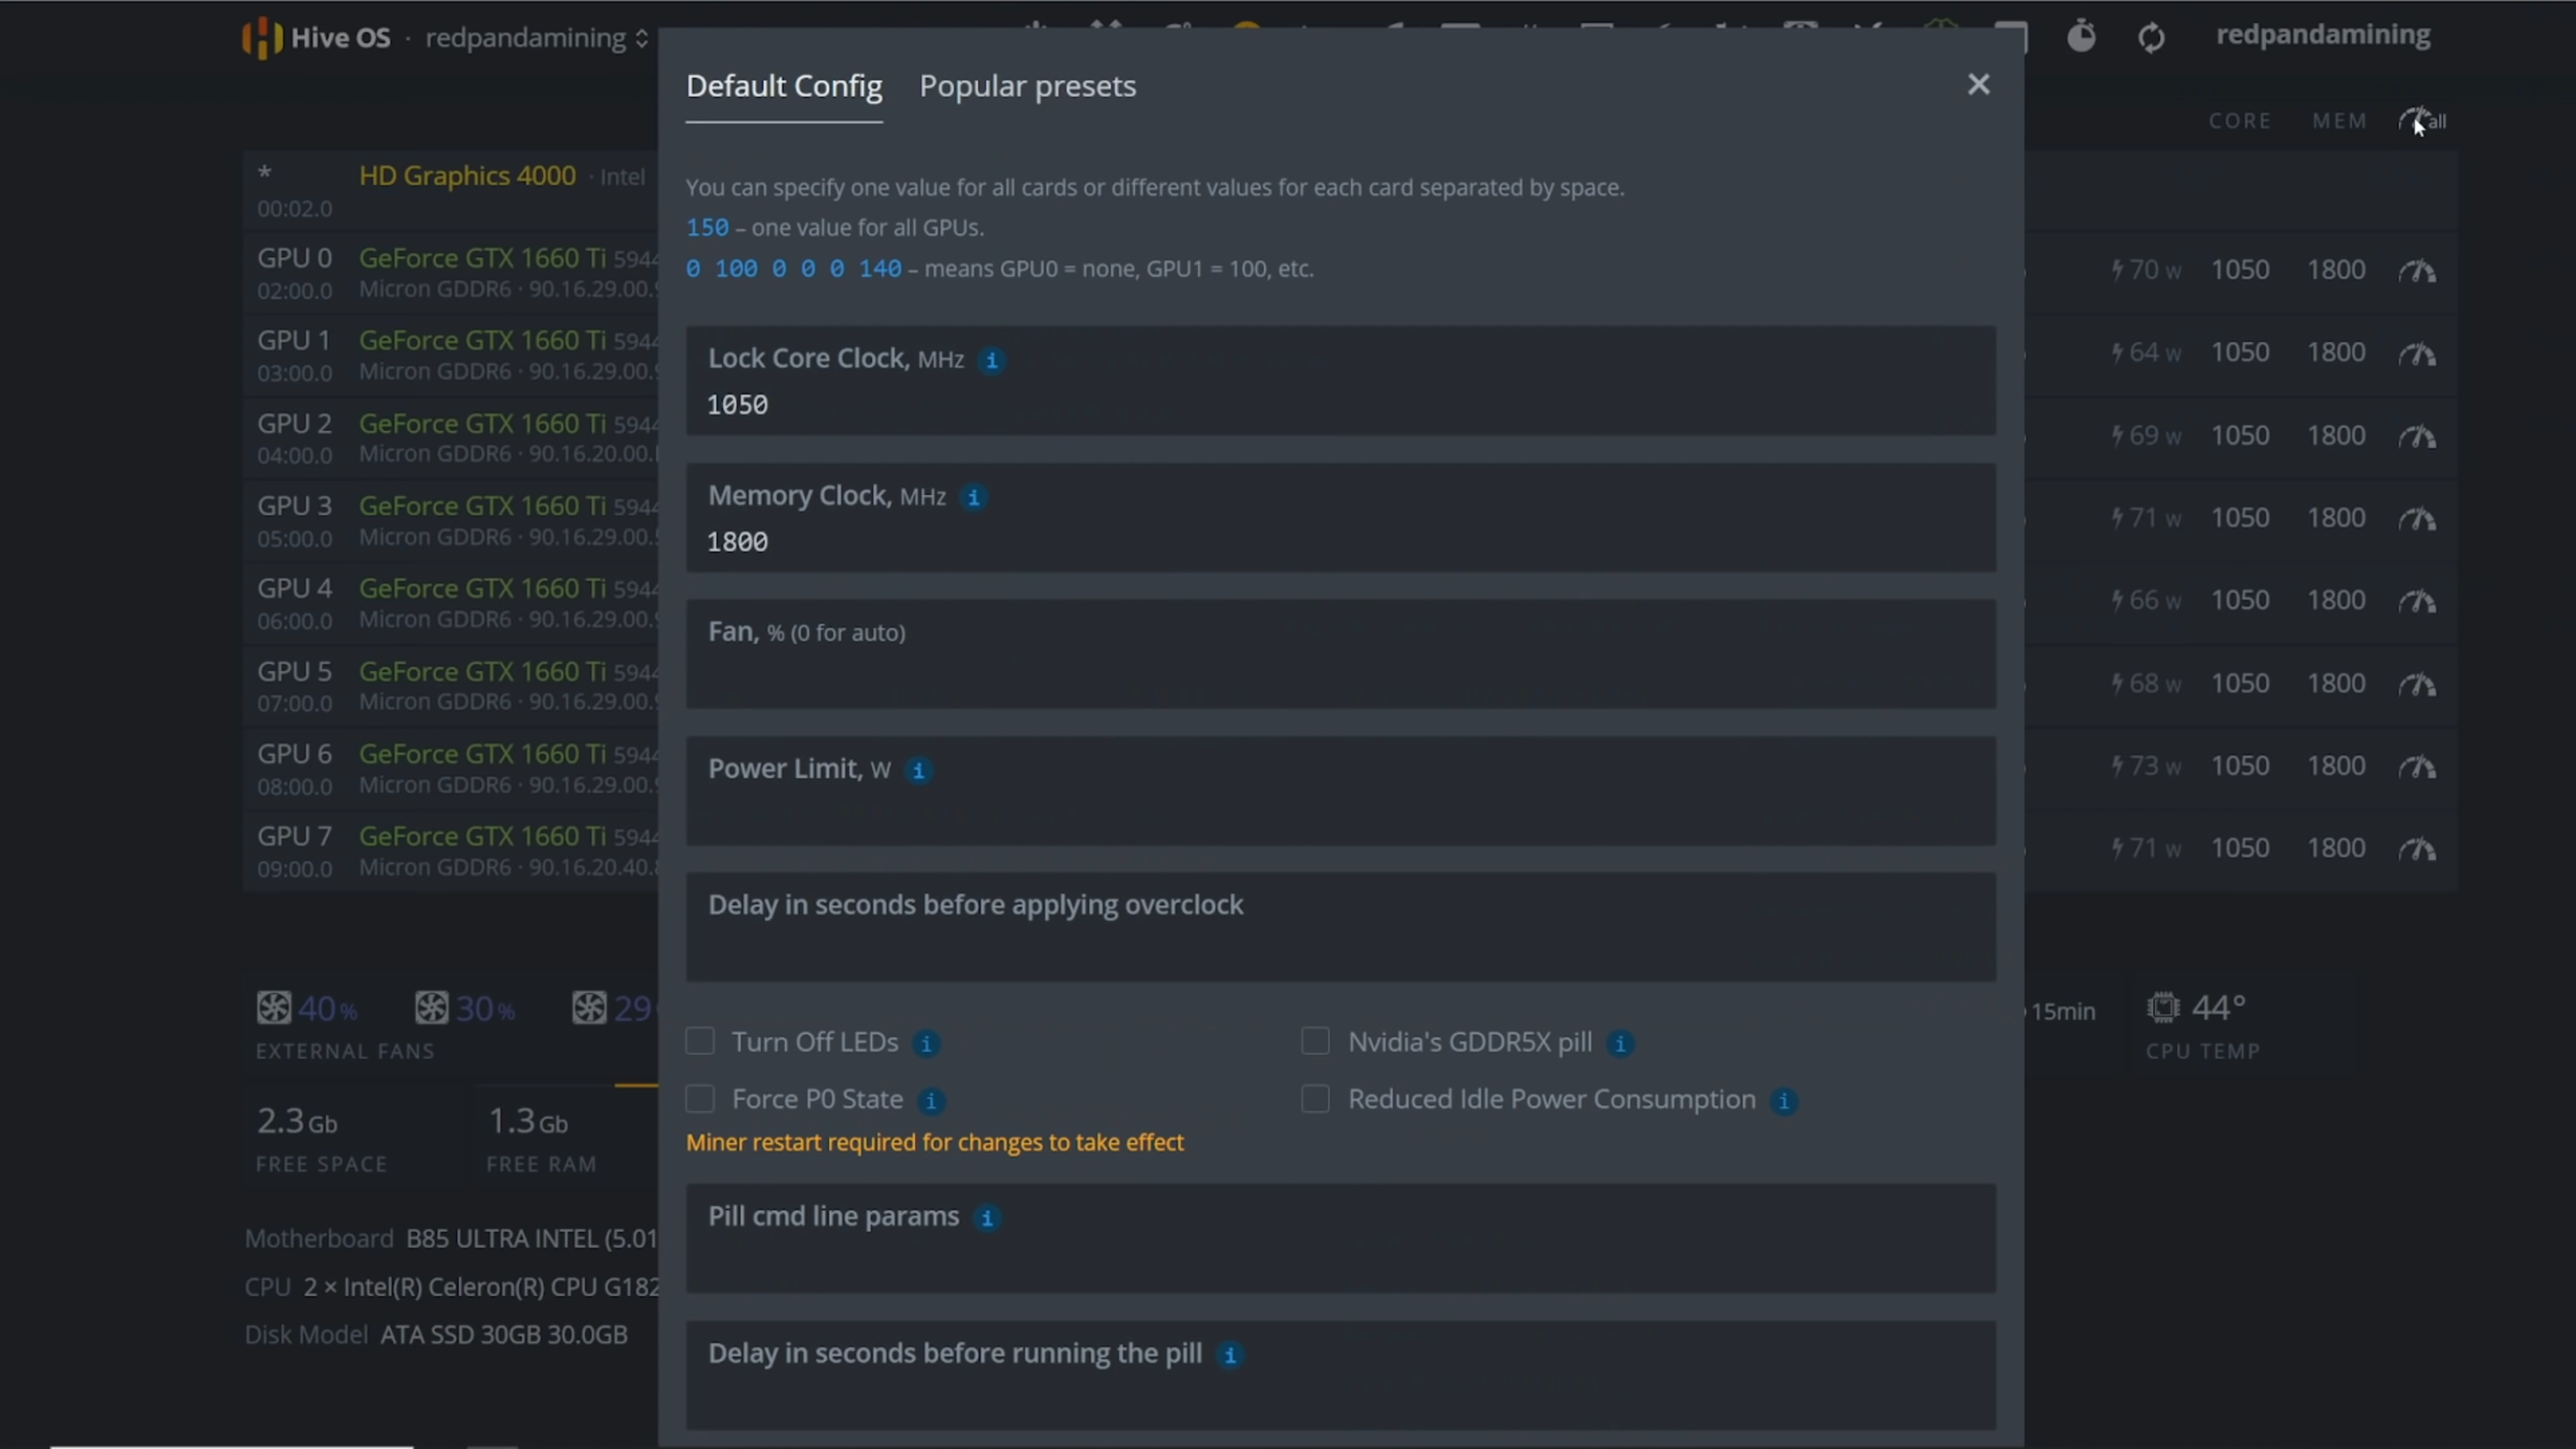 Hive OS · redpandamining
redpandamining
Default Config Popular presets
CORE MEM all
* HD Graphics 4000 · Intel
00:02.0
You can specify one value for all cards or different values for each card separated by space.
150 – one value for all GPUs.
0 100 0 0 0 140 – means GPU0 = none, GPU1 = 100, etc.
GPU 0 GeForce GTX 1660 Ti 5944
02:00.0 Micron GDDR6 · 90.16.29.00.
70 W 1050 1800
GPU 1 GeForce GTX 1660 Ti 5944
03:00.0 Micron GDDR6 · 90.16.29.00.
64 W 1050 1800
GPU 2 GeForce GTX 1660 Ti 5944
04:00.0 Micron GDDR6 · 90.16.20.00.
69 W 1050 1800
GPU 3 GeForce GTX 1660 Ti 5944
05:00.0 Micron GDDR6 · 90.16.29.00.
71 W 1050 1800
GPU 4 GeForce GTX 1660 Ti 5944
06:00.0 Micron GDDR6 · 90.16.29.00.
66 W 1050 1800
GPU 5 GeForce GTX 1660 Ti 5944
07:00.0 Micron GDDR6 · 90.16.29.00.
68 W 1050 1800
GPU 6 GeForce GTX 1660 Ti 5944
08:00.0 Micron GDDR6 · 90.16.29.00.
73 W 1050 1800
GPU 7 GeForce GTX 1660 Ti 5944
09:00.0 Micron GDDR6 · 90.16.20.40.
71 W 1050 1800
Lock Core Clock, MHz i
1050
Memory Clock, MHz i
1800
Fan, % (0 for auto)
Power Limit, W i
Delay in seconds before applying overclock
Turn Off LEDs i
Nvidia's GDDR5X pill i
Force P0 State i
Reduced Idle Power Consumption i
Miner restart required for changes to take effect
Pill cmd line params i
Delay in seconds before running the pill i
40 % 30 % 29
EXTERNAL FANS
15min
44°
CPU TEMP
2.3 Gb 1.3 Gb
FREE SPACE FREE RAM
Motherboard B85 ULTRA INTEL (5.01
CPU 2 × Intel(R) Celeron(R) CPU G182
Disk Model ATA SSD 30GB 30.0GB